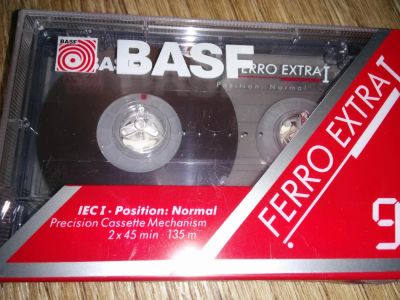 BASF
BASF
BASF
FERRO EXTRA I
Position: Normal
FERRO EXTRA I
IEC I · Position: Normal
Precision Cassette Mechanism
2 x 45 min · 135 m
9